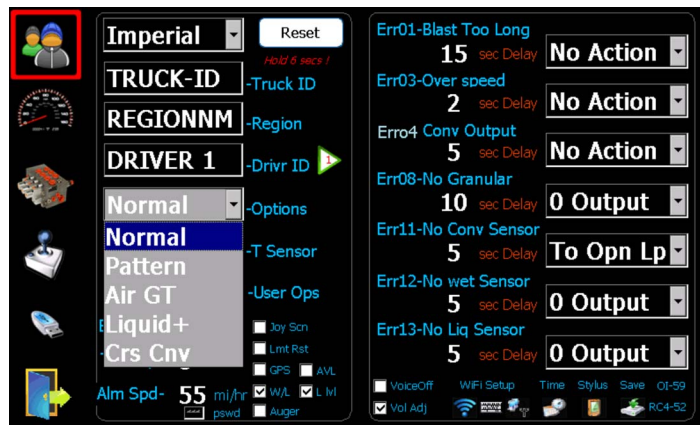 Imperial
Reset
Hold 6 secs !
TRUCK-ID -Truck ID
REGIONNM -Region
DRIVER 1 -Drivr ID 1
Normal -Options
Normal
Pattern -T Sensor
Air GT -User Ops
Liquid+ Joy Scn
Crs Cnv Lmt Rst
GPS AVL
Alm Spd- 55 mi/hr W/L L lvl
pswd Auger
Err01-Blast Too Long
15 sec Delay No Action
Err03-Over speed
2 sec Delay No Action
Erro4 Conv Output
5 sec Delay No Action
Err08-No Granular
10 sec Delay 0 Output
Err11-No Conv Sensor
5 sec Delay To Opn Lp
Err12-No wet Sensor
5 sec Delay 0 Output
Err13-No Liq Sensor
5 sec Delay 0 Output
VoiceOff WiFi Setup Time Stylus Save OI-59
Vol Adj RC4-52